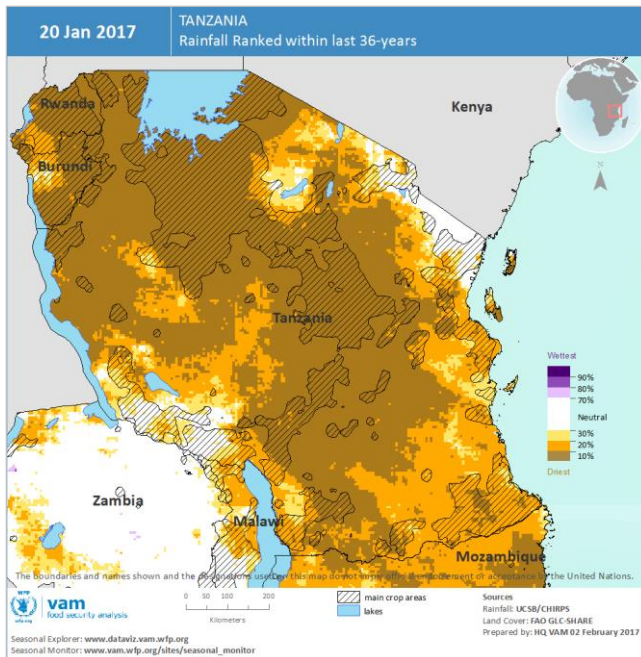 20 Jan 2017
TANZANIA
Rainfall Ranked within last 36-years
Rwanda
Kenya
Burundi
N
Tanzania
Wettest
90%
80%
70%
Neutral
30%
20%
10%
Driest
Zambia
Malawi
Mozambique
The boundaries and names shown and the designations used on this map do not imply official endorsement or acceptance by the United Nations.
WFP
wfp.org
vam
food security analysis
0 50 100 200
Kilometers
main crop areas
lakes
Sources
Rainfall: UCSB/CHIRPS
Land Cover: FAO GLC-SHARE
Prepared by: HQ VAM 02 February 2017
Seasonal Explorer: www.dataviz.vam.wfp.org
Seasonal Monitor: www.vam.wfp.org/sites/seasonal_monitor